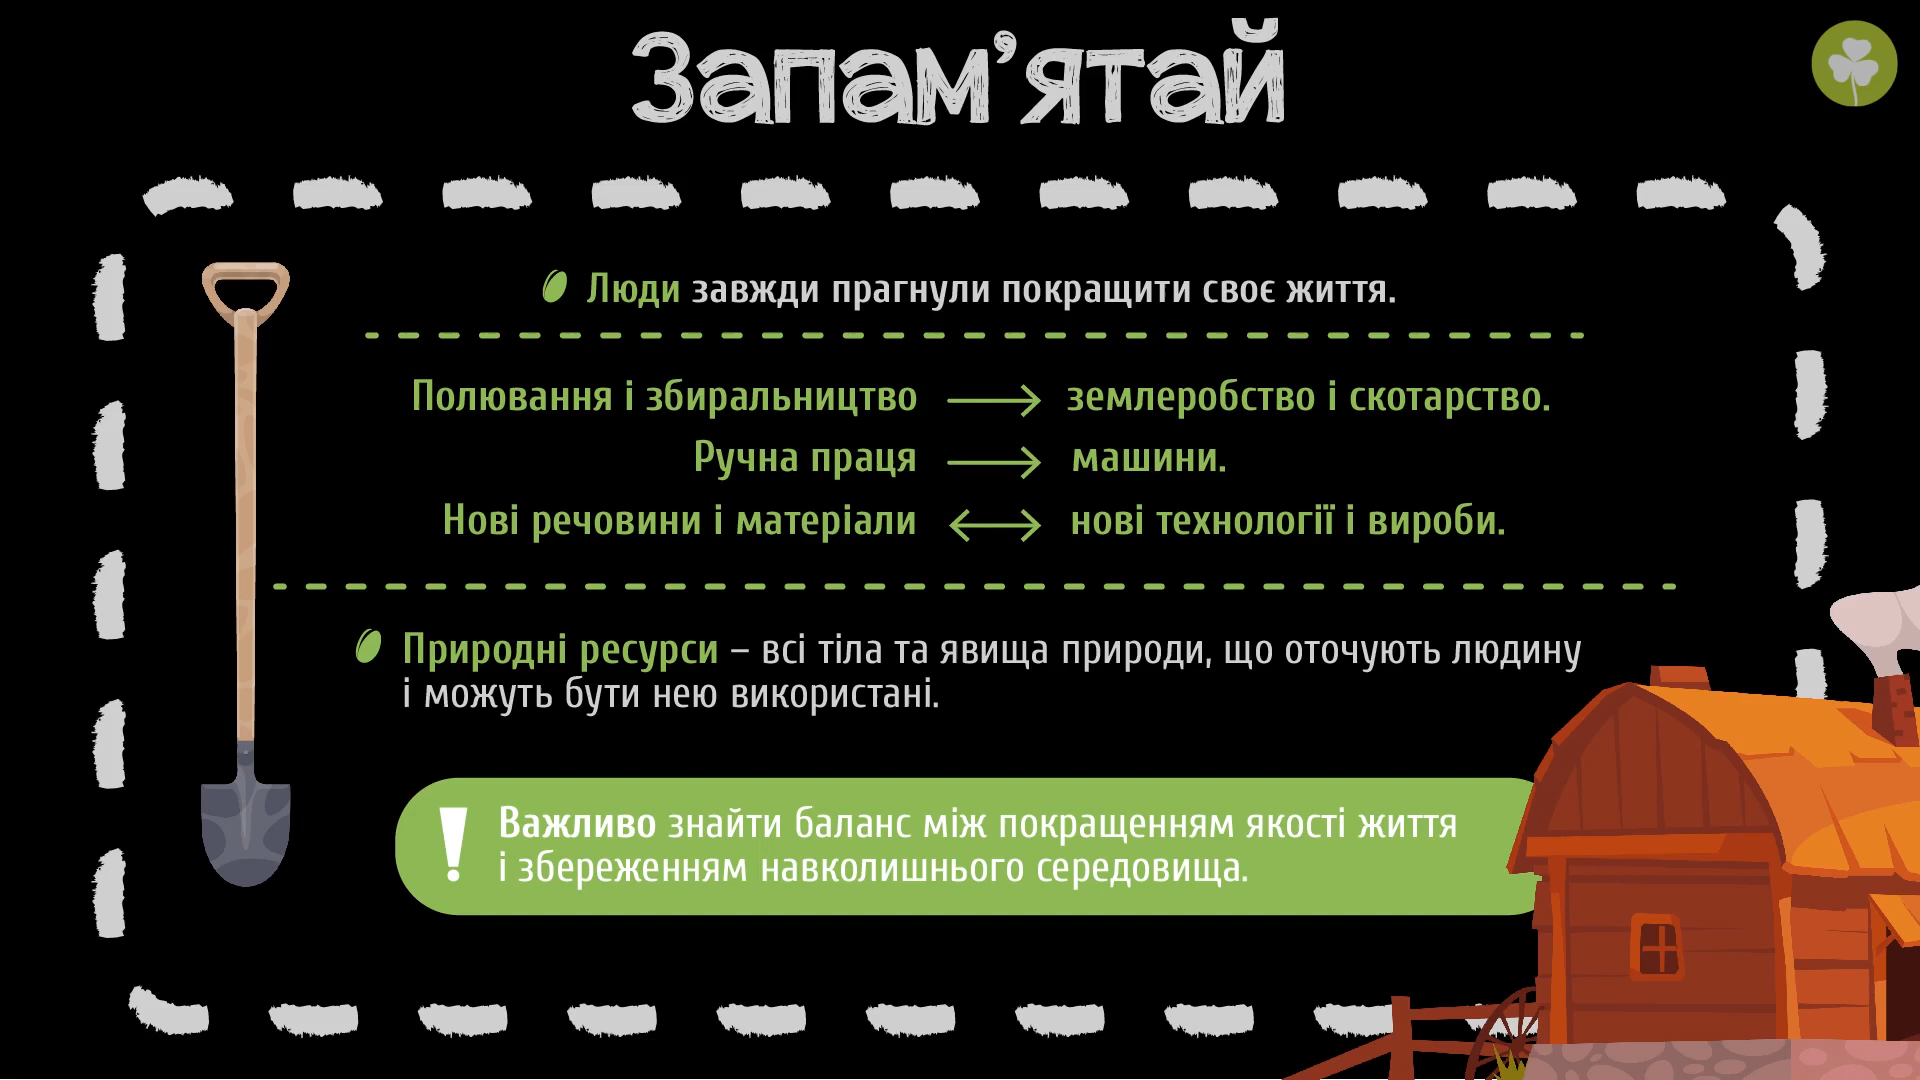 Запам’ятай
Люди завжди прагнули покращити своє життя.
Полювання і збиральництво → землеробство і скотарство.
Ручна праця → машини.
Нові речовини і матеріали ↔ нові технології і вироби.
Природні ресурси – всі тіла та явища природи, що оточують людину
і можуть бути нею використані.
! Важливо знайти баланс між покращенням якості життя
і збереженням навколишнього середовища.